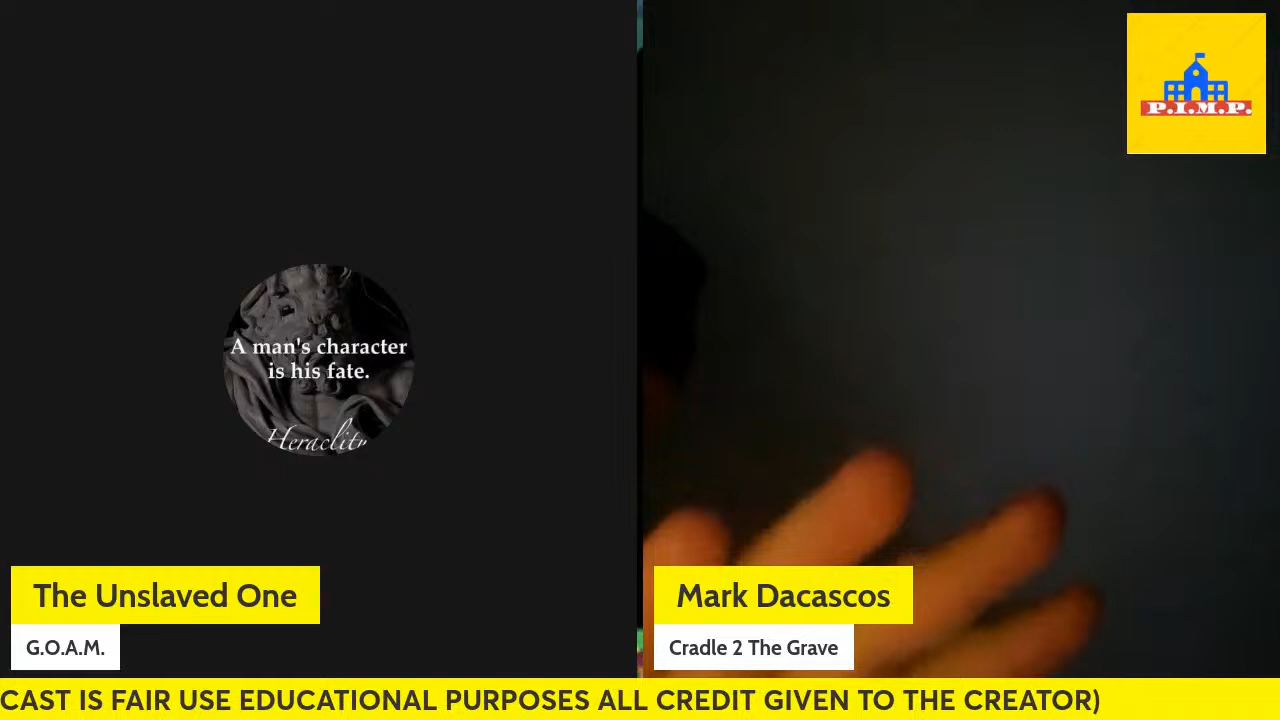 P.I.M.P.
A man's character
is his fate.
The Unslaved One
G.O.A.M.
Mark Dacascos
Cradle 2 The Grave
CAST IS FAIR USE EDUCATIONAL PURPOSES ALL CREDIT GIVEN TO THE CREATOR)